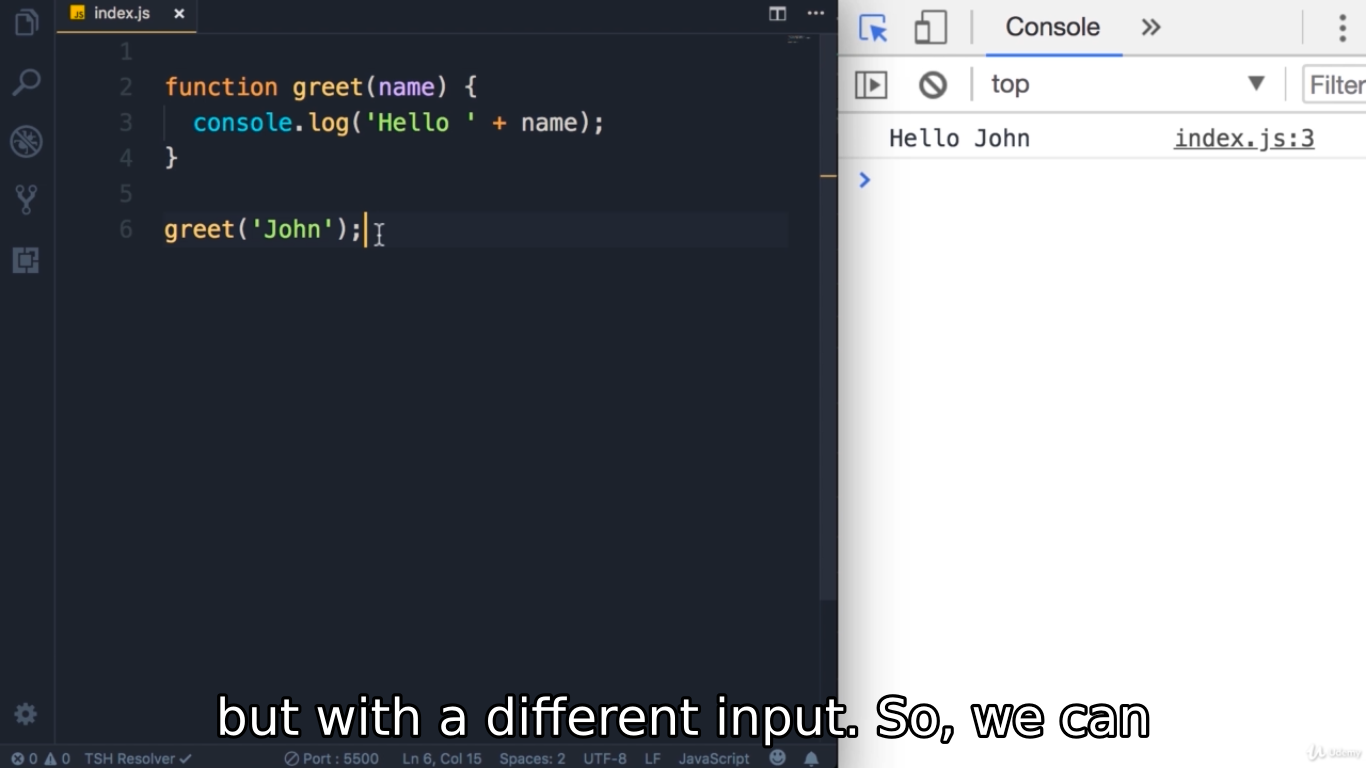 JS index.js × ···
1
2 function greet(name) {
3 console.log('Hello ' + name);
4 }
5
6 greet('John');
Console »
top ▼ Filter
Hello John index.js:3
>
but with a different input. So, we can
0 0 TSH Resolver ✓ Port : 5500 Ln 6, Col 15 Spaces: 2 UTF-8 LF JavaScript
Udemy